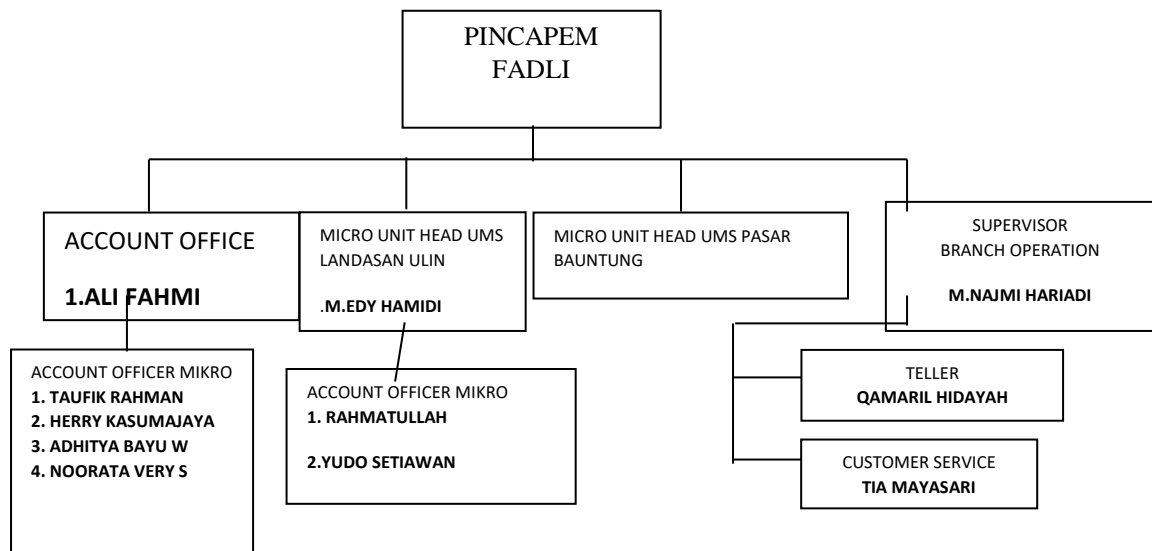 PINCAPEM
FADLI
ACCOUNT OFFICE
1.ALI FAHMI
MICRO UNIT HEAD UMS
LANDASAN ULIN
.M.EDY HAMIDI
MICRO UNIT HEAD UMS PASAR
BAUNTUNG
SUPERVISOR
BRANCH OPERATION
M.NAJMI HARIADI
ACCOUNT OFFICER MIKRO
1. TAUFIK RAHMAN
2. HERRY KASUMAJAYA
3. ADHITYA BAYU W
4. NOORATA VERY S
ACCOUNT OFFICER MIKRO
1. RAHMATULLAH
2.YUDO SETIAWAN
TELLER
QAMARIL HIDAYAH
CUSTOMER SERVICE
TIA MAYASARI